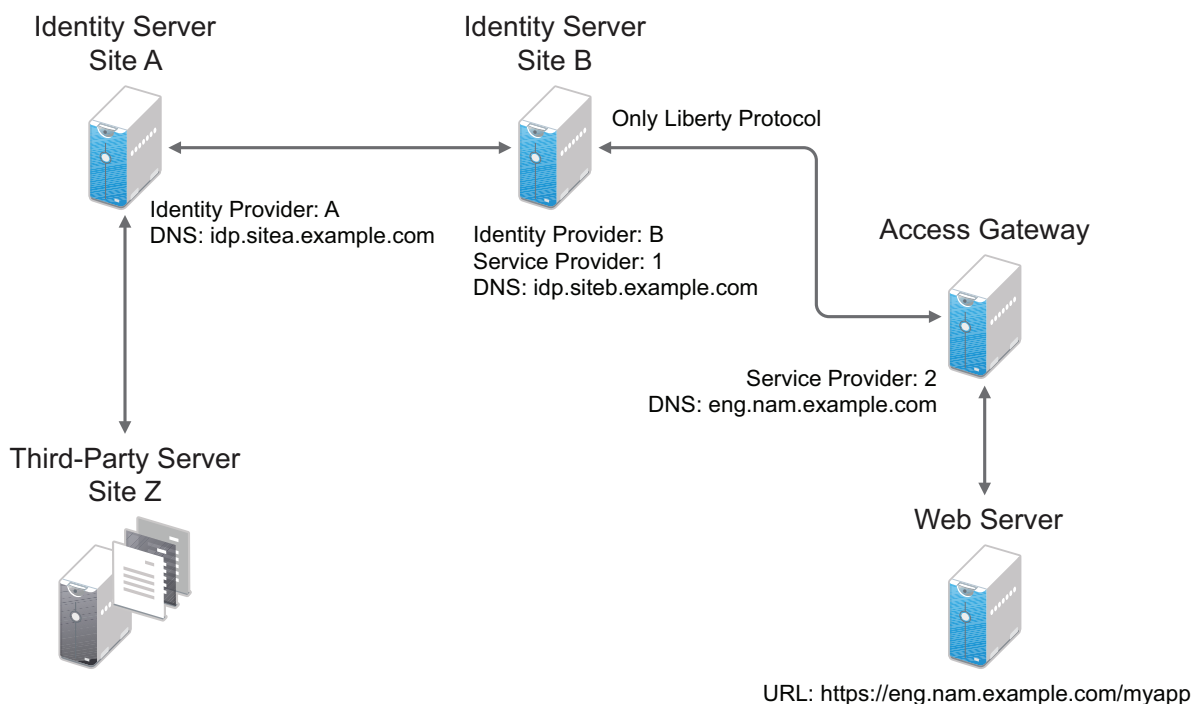 Identity Server
Site A
Identity Server
Site B
Only Liberty Protocol
Identity Provider: A
DNS: idp.sitea.example.com
Identity Provider: B
Service Provider: 1
DNS: idp.siteb.example.com
Access Gateway
Service Provider: 2
DNS: eng.nam.example.com
Third-Party Server
Site Z
Web Server
URL: https://eng.nam.example.com/myapp